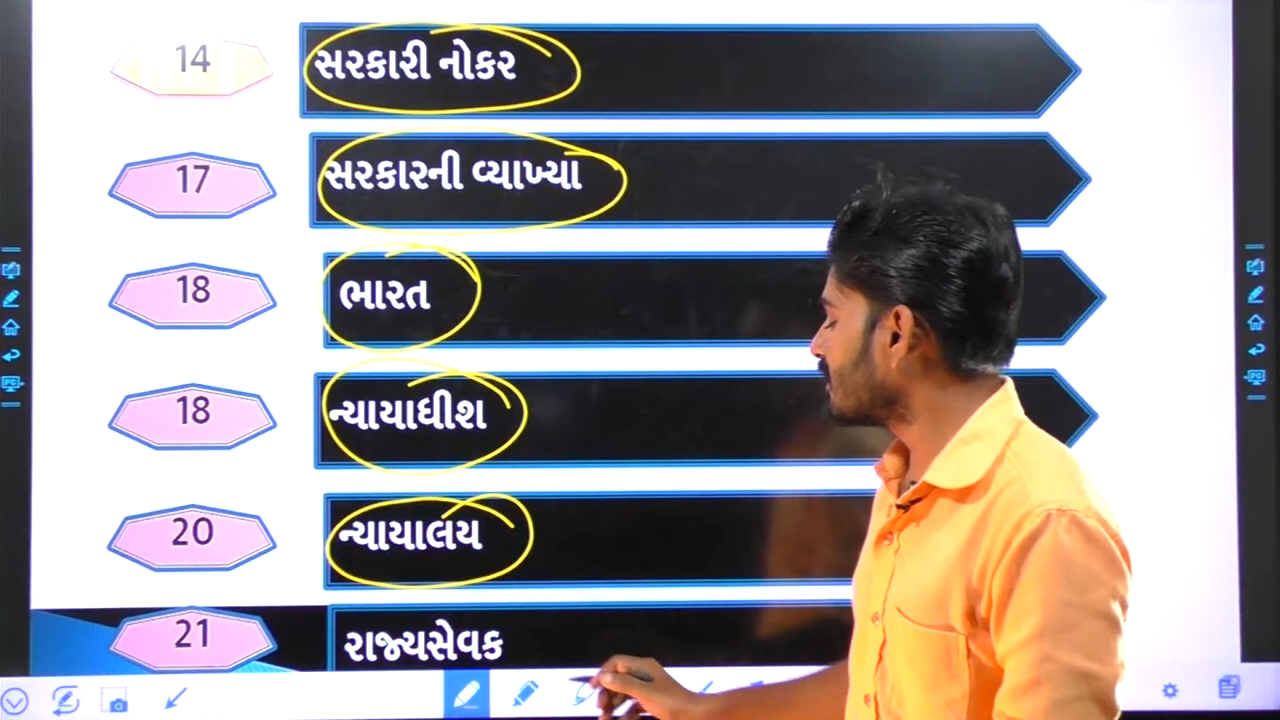 14 સરકારી નોકર
17 સરકારની વ્યાખ્યા
18 ભારત
18 ન્યાયાધીશ
20 ન્યાયાલય
21 રાજ્યસેવક